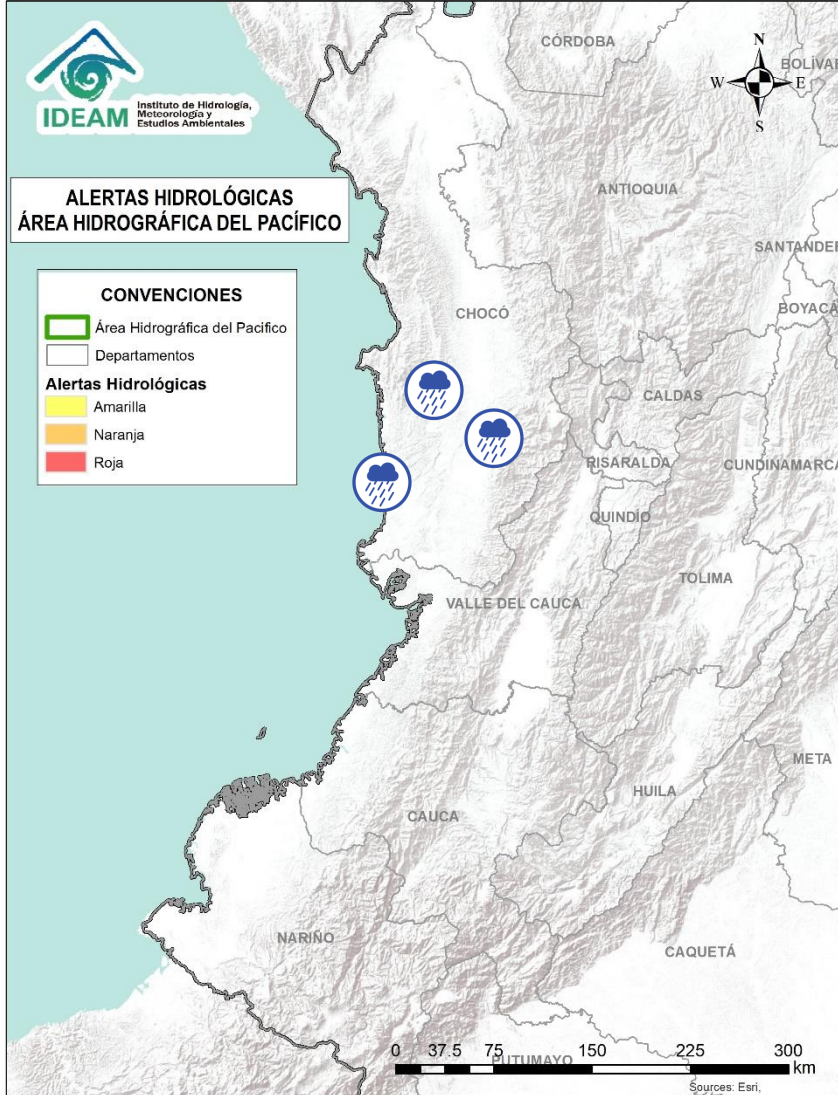 IDEAM
Instituto de Hidrología,
Meteorología y
Estudios Ambientales
ALERTAS HIDROLÓGICAS
ÁREA HIDROGRÁFICA DEL PACÍFICO
CONVENCIONES
Área Hidrográfica del Pacifico
Departamentos
Alertas Hidrológicas
Amarilla
Naranja
Roja
N
W E
S
CÓRDOBA
BOLÍVAR
ANTIOQUIA
SANTANDER
BOYACA
CHOCÓ
CALDAS
RISARALDA
CUNDINAMARCA
QUINDÍO
TOLIMA
VALLE DEL CAUCA
META
HUILA
CAUCA
NARIÑO
CAQUETÁ
PUTUMAYO
0 37.5 75 150 225 300
km
Sources: Esri,